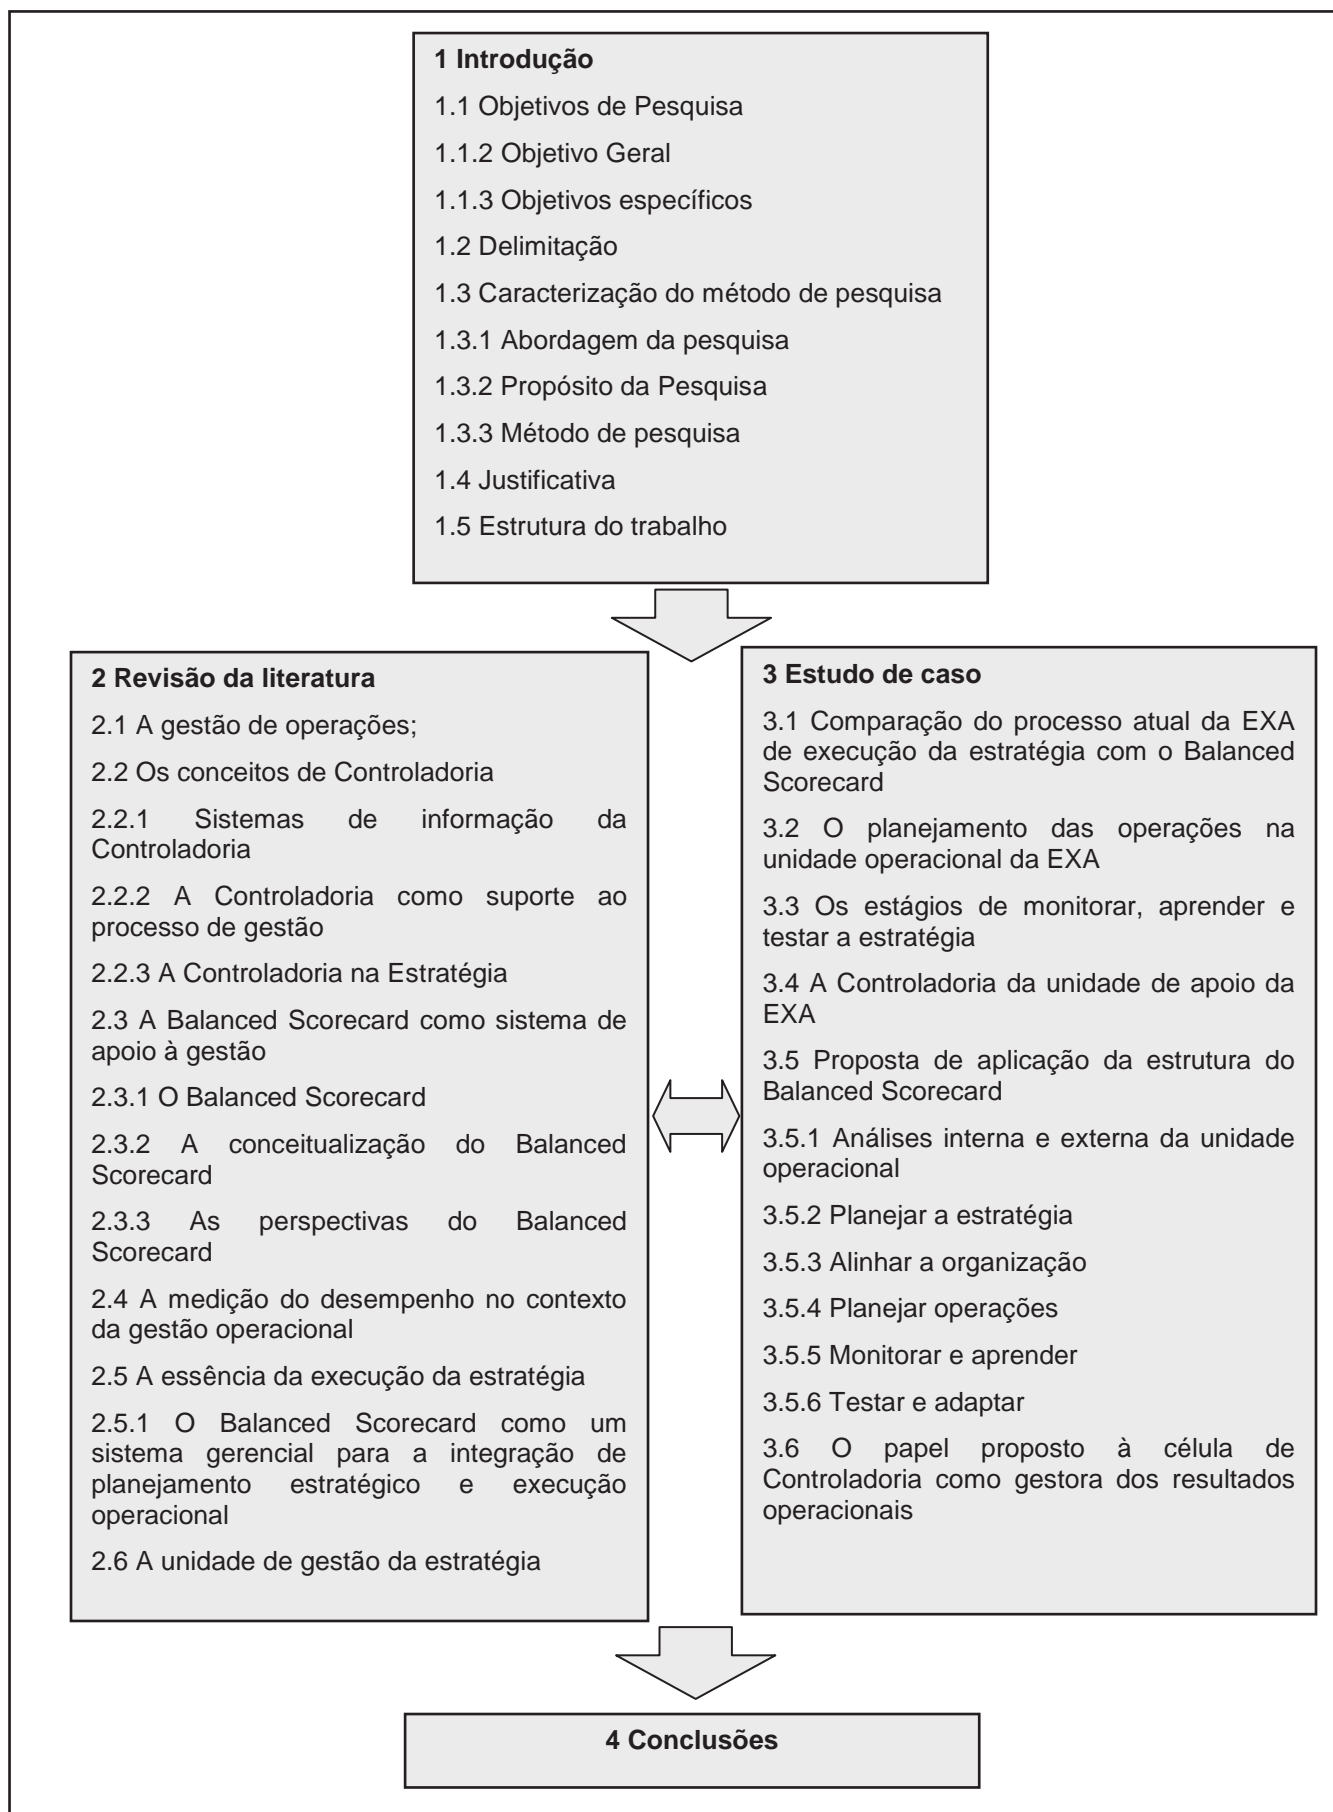 1 Introdução
1.1 Objetivos de Pesquisa
1.1.2 Objetivo Geral
1.1.3 Objetivos específicos
1.2 Delimitação
1.3 Caracterização do método de pesquisa
1.3.1 Abordagem da pesquisa
1.3.2 Propósito da Pesquisa
1.3.3 Método de pesquisa
1.4 Justificativa
1.5 Estrutura do trabalho
2 Revisão da literatura
2.1 A gestão de operações;
2.2 Os conceitos de Controladoria
2.2.1 Sistemas de informação da
Controladoria
2.2.2 A Controladoria como suporte ao
processo de gestão
2.2.3 A Controladoria na Estratégia
2.3 A Balanced Scorecard como sistema de
apoio à gestão
2.3.1 O Balanced Scorecard
2.3.2 A conceitualização do Balanced
Scorecard
2.3.3 As perspectivas do Balanced
Scorecard
2.4 A medição do desempenho no contexto
da gestão operacional
2.5 A essência da execução da estratégia
2.5.1 O Balanced Scorecard como um
sistema gerencial para a integração de
planejamento estratégico e execução
operacional
2.6 A unidade de gestão da estratégia
3 Estudo de caso
3.1 Comparação do processo atual da EXA
de execução da estratégia com o Balanced
Scorecard
3.2 O planejamento das operações na
unidade operacional da EXA
3.3 Os estágios de monitorar, aprender e
testar a estratégia
3.4 A Controladoria da unidade de apoio da
EXA
3.5 Proposta de aplicação da estrutura do
Balanced Scorecard
3.5.1 Análises interna e externa da unidade
operacional
3.5.2 Planejar a estratégia
3.5.3 Alinhar a organização
3.5.4 Planejar operações
3.5.5 Monitorar e aprender
3.5.6 Testar e adaptar
3.6 O papel proposto à célula de
Controladoria como gestora dos resultados
operacionais
4 Conclusões